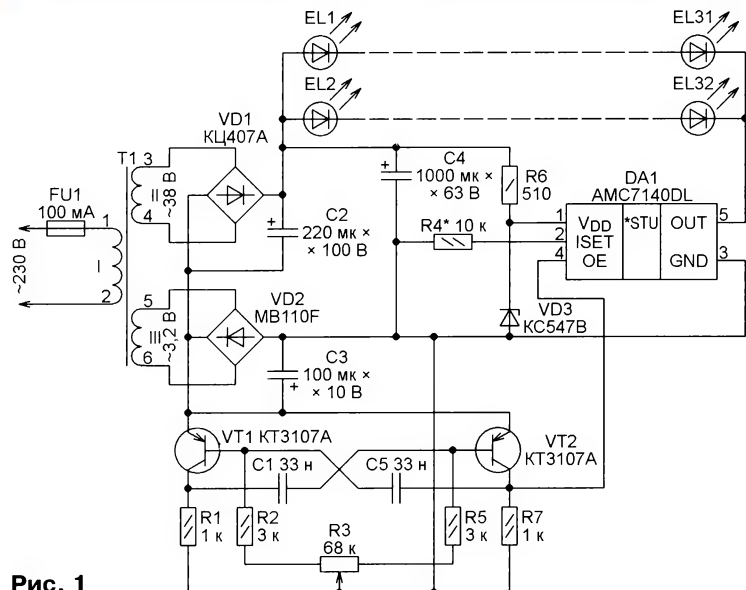 EL1
EL31
EL2
EL32
VD1
КЦ407А
T1
3
II
~38 В
4
FU1
100 мА
1
I
2
~230 В
C2
220 мк ×
× 100 В
C4
1000 мк ×
× 63 В
R6
510
R4* 10 к
DA1
AMC7140DL
1
VDD
*STU
OUT
5
2
ISET
4
OE
GND
3
5
III
~3,2 В
6
VD2
MB110F
VD3
КС547В
C3
100 мк ×
× 10 В
VT1 КТ3107А
VT2
КТ3107А
C1 33 н
C5 33 н
R1
1 к
R2
3 к
R3
68 к
R5
3 к
R7
1 к
Рис. 1